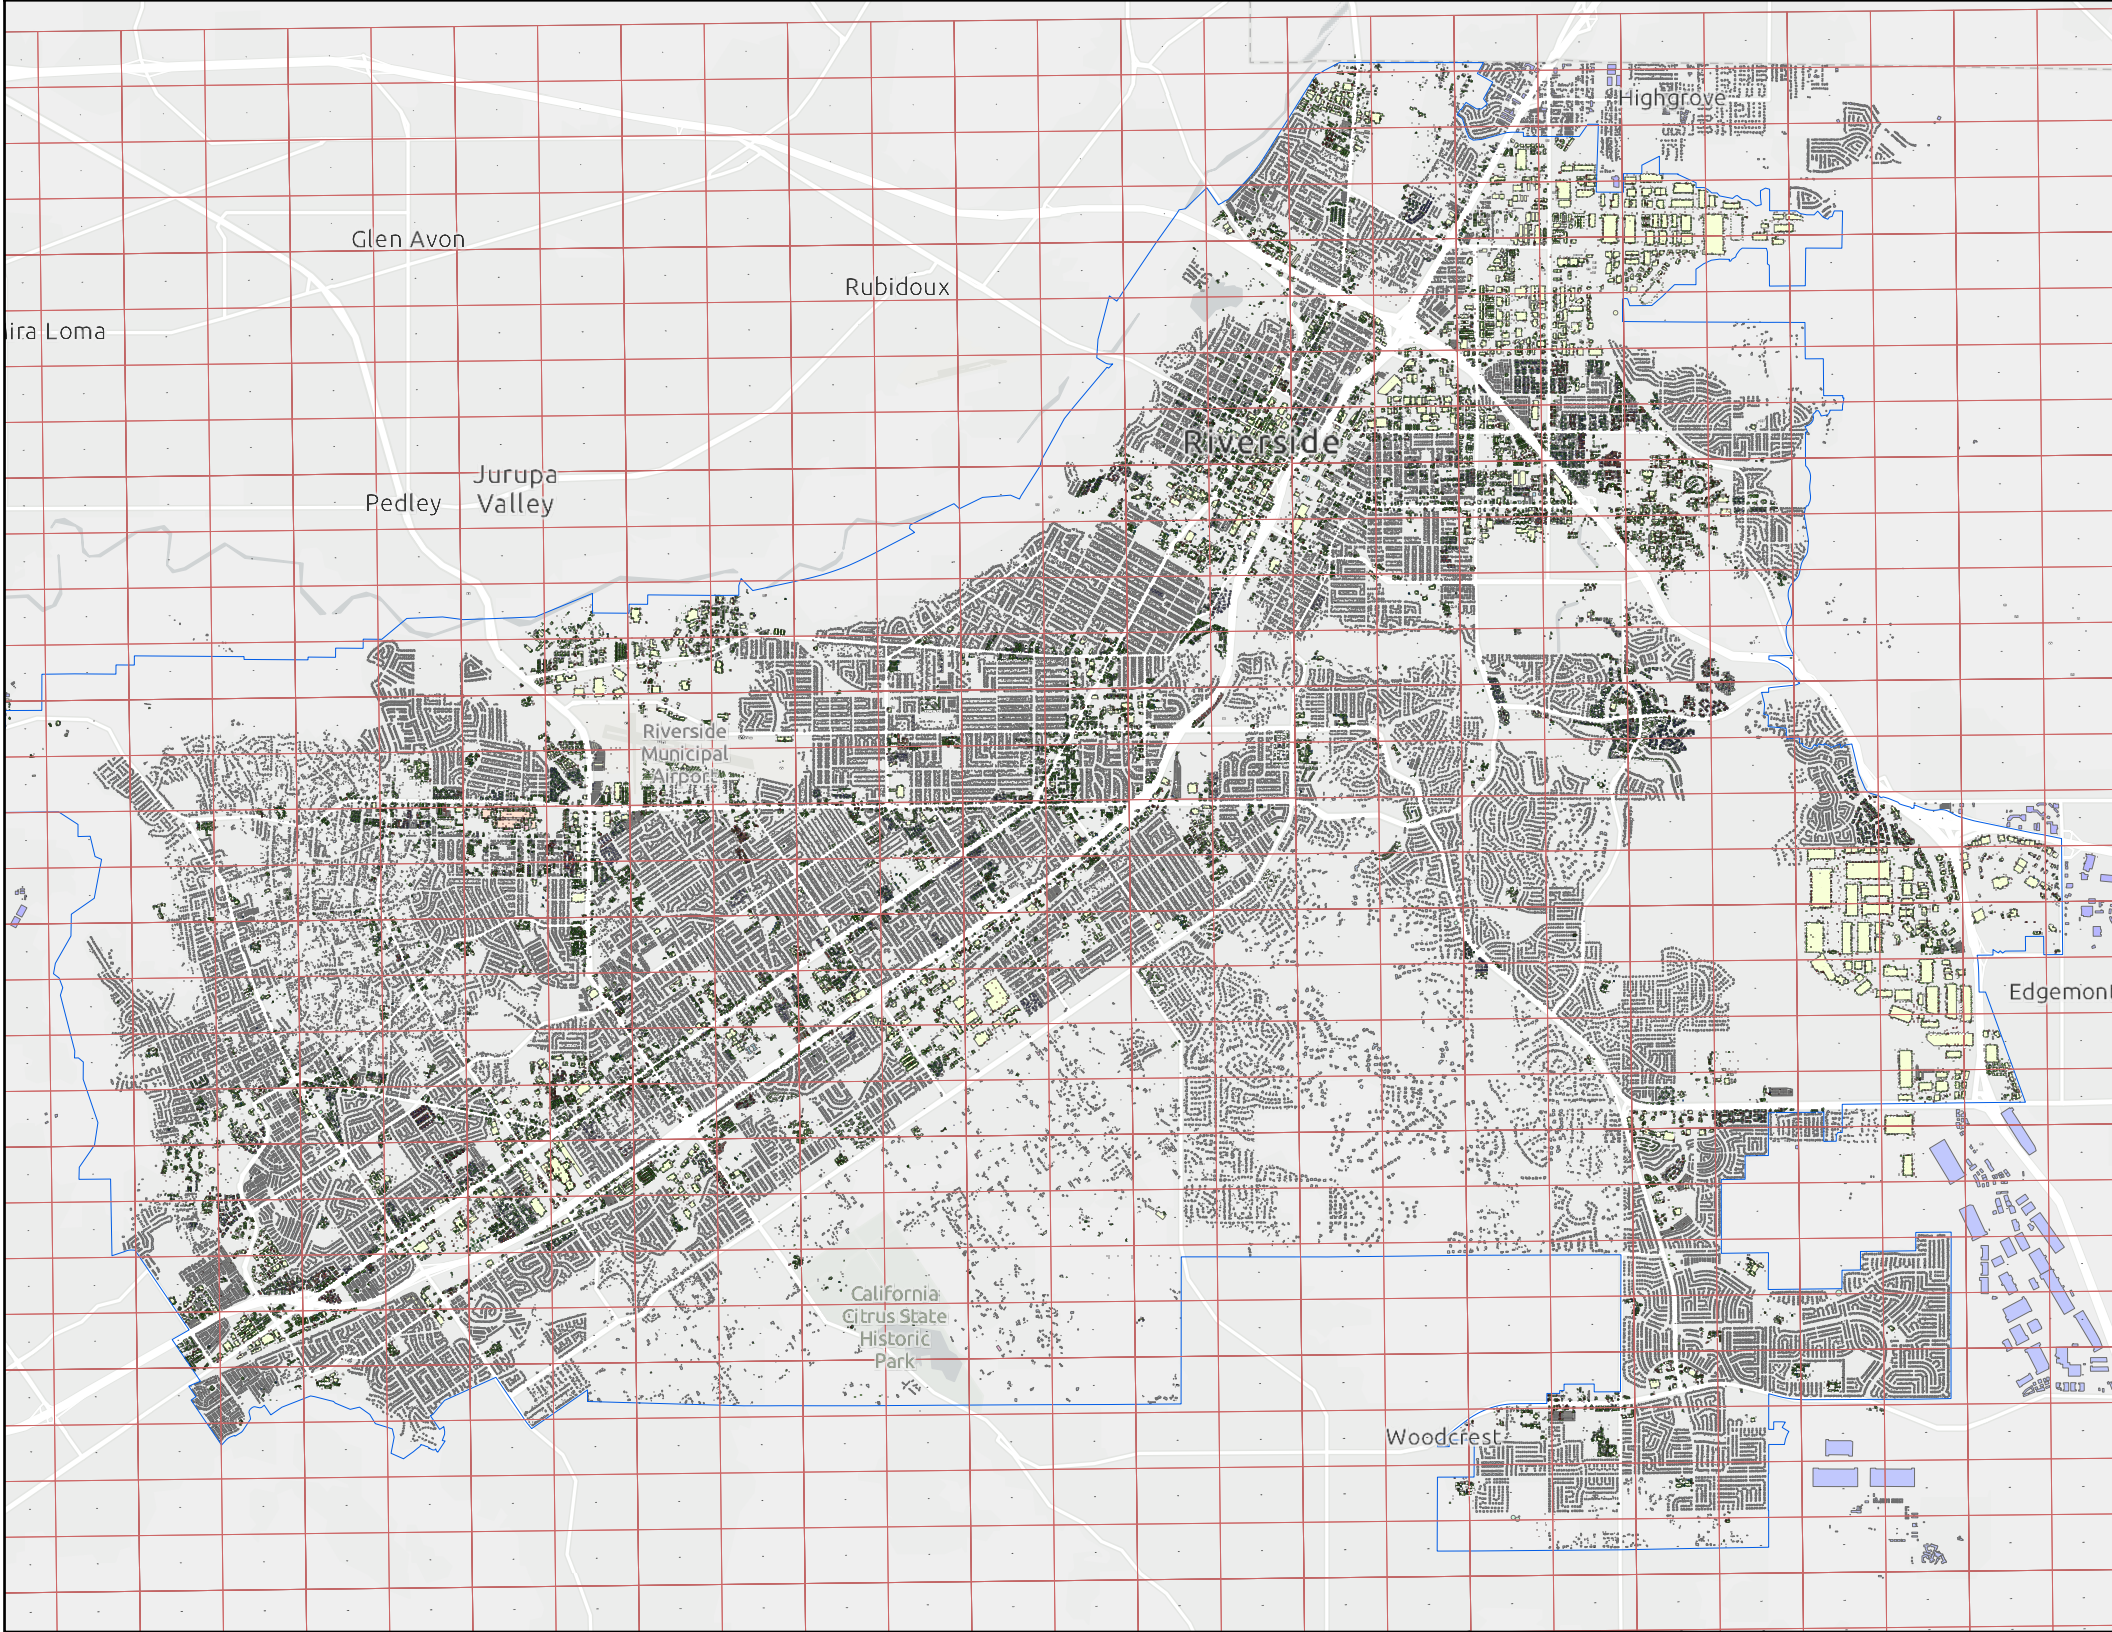 Highgrove
Glen Avon
Rubidoux
ira Loma
Riverside
Jurupa
Valley
Pedley
Riverside
Municipal
Airport
Edgemont
California
Citrus State
Historic
Park
Woodcrest